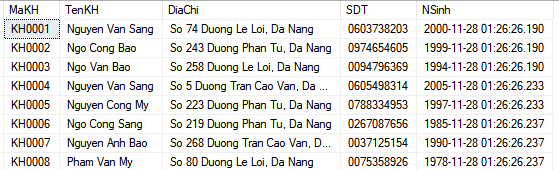 MaKH TenKH DiaChi SDT NSinh
KH0001 Nguyen Van Sang So 74 Duong Le Loi, Da Nang 0603738203 2000-11-28 01:26:26.190
KH0002 Ngo Cong Bao So 243 Duong Phan Tu, Da Nang 0974654605 1999-11-28 01:26:26.190
KH0003 Ngo Van Bao So 258 Duong Le Loi, Da Nang 0094796369 1994-11-28 01:26:26.190
KH0004 Nguyen Van Sang So 5 Duong Tran Cao Van, Da ... 0605498314 2005-11-28 01:26:26.233
KH0005 Nguyen Cong My So 223 Duong Phan Tu, Da Nang 0788334953 1997-11-28 01:26:26.233
KH0006 Ngo Cong Sang So 219 Duong Phan Tu, Da Nang 0267087656 1985-11-28 01:26:26.237
KH0007 Nguyen Anh Bao So 268 Duong Tran Cao Van, D... 0037125154 1990-11-28 01:26:26.237
KH0008 Pham Van My So 80 Duong Le Loi, Da Nang 0075358926 1978-11-28 01:26:26.237